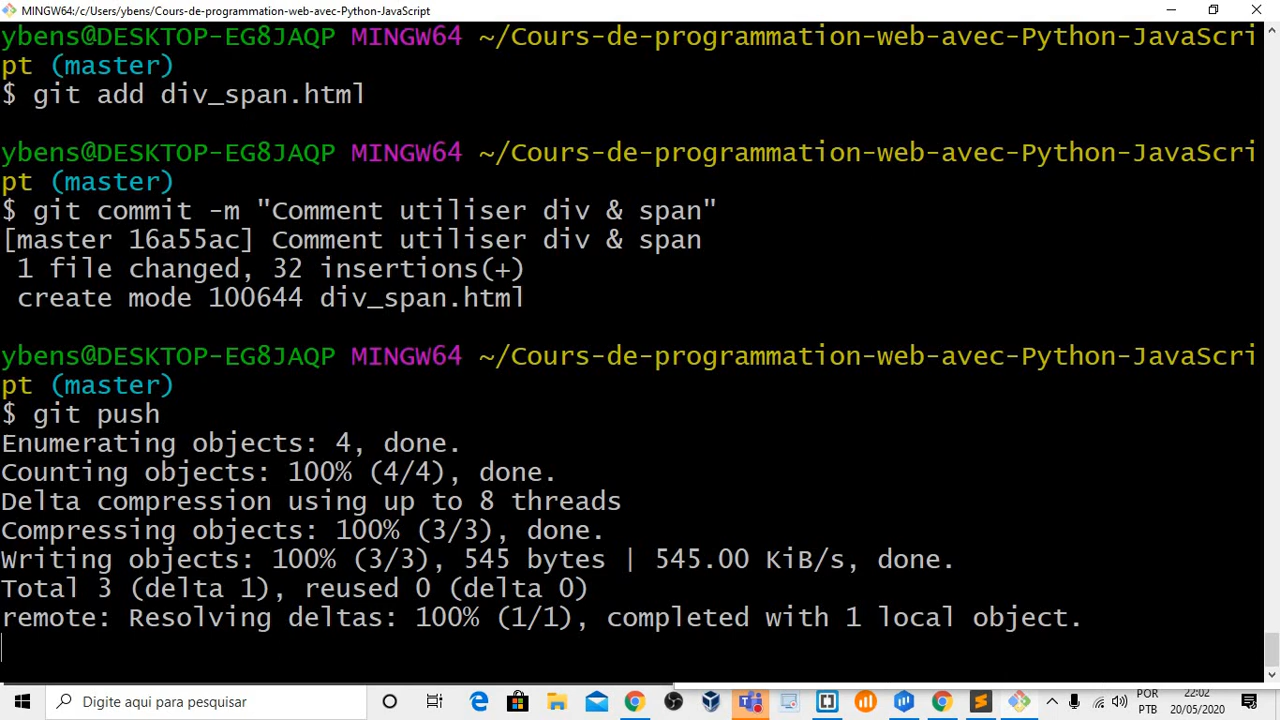 MINGW64:/c/Users/ybens/Cours-de-programmation-web-avec-Python-JavaScript
ybens@DESKTOP-EG8JAQP MINGW64 ~/Cours-de-programmation-web-avec-Python-JavaScri
pt (master)
$ git add div_span.html
ybens@DESKTOP-EG8JAQP MINGW64 ~/Cours-de-programmation-web-avec-Python-JavaScri
pt (master)
$ git commit -m "Comment utiliser div & span"
[master 16a55ac] Comment utiliser div & span
 1 file changed, 32 insertions(+)
 create mode 100644 div_span.html
ybens@DESKTOP-EG8JAQP MINGW64 ~/Cours-de-programmation-web-avec-Python-JavaScri
pt (master)
$ git push
Enumerating objects: 4, done.
Counting objects: 100% (4/4), done.
Delta compression using up to 8 threads
Compressing objects: 100% (3/3), done.
Writing objects: 100% (3/3), 545 bytes | 545.00 KiB/s, done.
Total 3 (delta 1), reused 0 (delta 0)
remote: Resolving deltas: 100% (1/1), completed with 1 local object.
Digite aqui para pesquisar
POR 22:02
PTB 20/05/2020